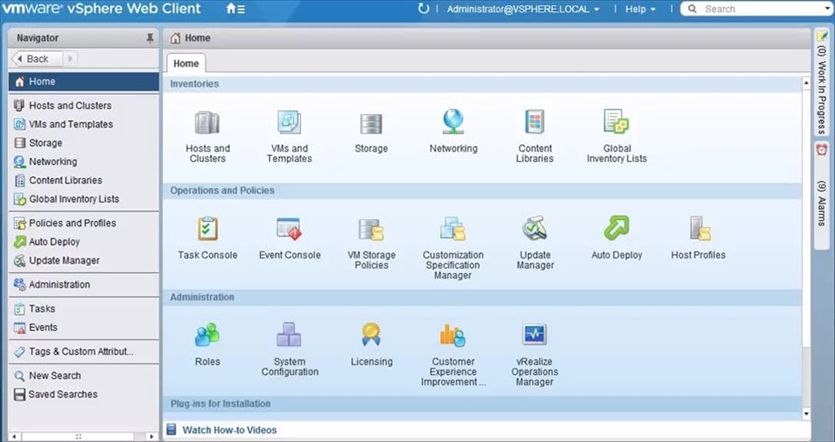 vmware® vSphere Web Client
Administrator@VSPHERE.LOCAL
Help
Search
Navigator
Back
Home
Hosts and Clusters
VMs and Templates
Storage
Networking
Content Libraries
Global Inventory Lists
Policies and Profiles
Auto Deploy
Update Manager
Administration
Tasks
Events
Tags & Custom Attribut...
New Search
Saved Searches
Home
Home
Inventories
Hosts and
Clusters
VMs and
Templates
Storage
Networking
Content
Libraries
Global
Inventory Lists
Operations and Policies
Task Console
Event Console
VM Storage
Policies
Customization
Specification
Manager
Update
Manager
Auto Deploy
Host Profiles
Administration
Roles
System
Configuration
Licensing
Customer
Experience
Improvement...
vRealize
Operations
Manager
Plug-ins for Installation
Watch How-to Videos
(0) Work In Progress
(9) Alarms